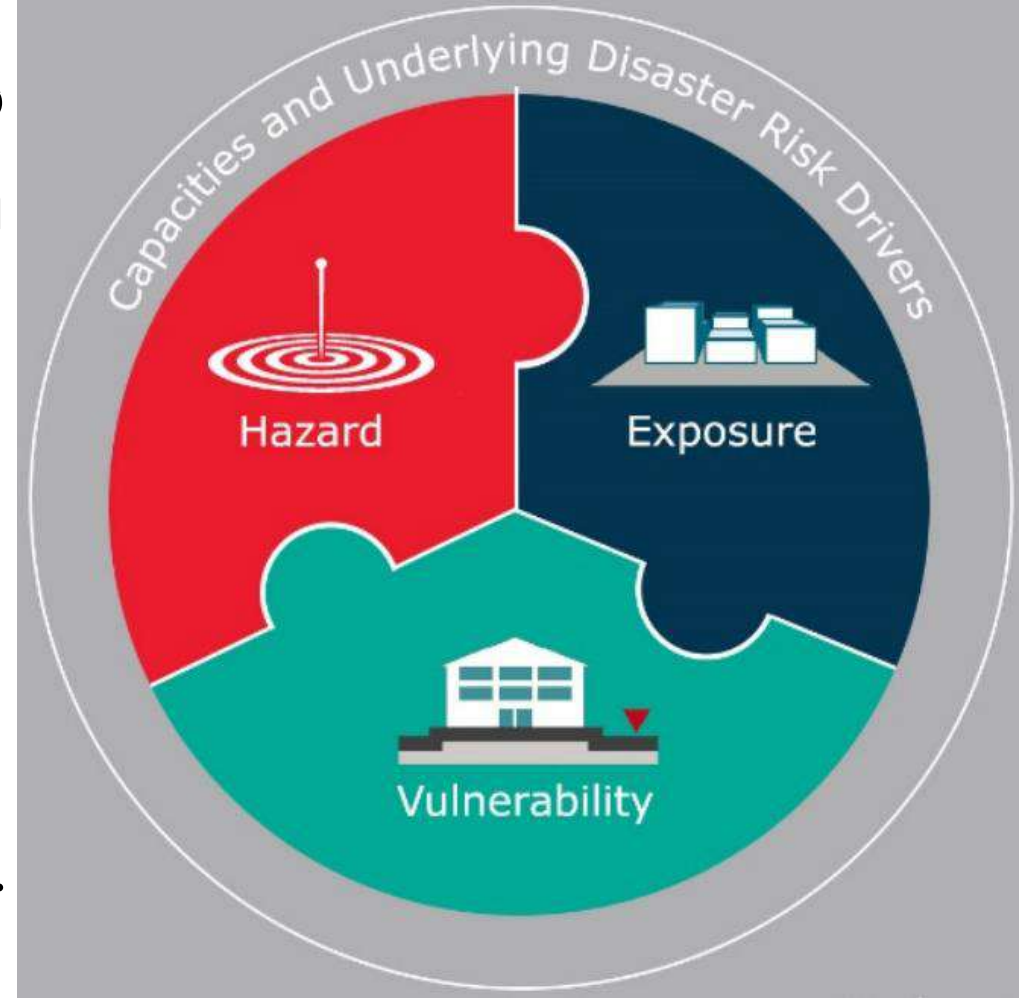 Capacities and Underlying Disaster Risk Drivers
Hazard
Exposure
Vulnerability